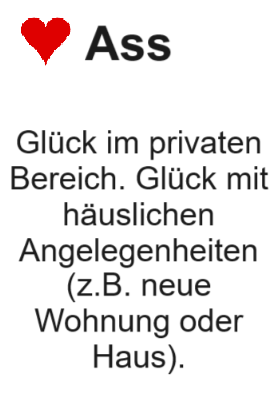 Ass
Glück im privaten
Bereich. Glück mit
häuslichen
Angelegenheiten
(z.B. neue
Wohnung oder
Haus).